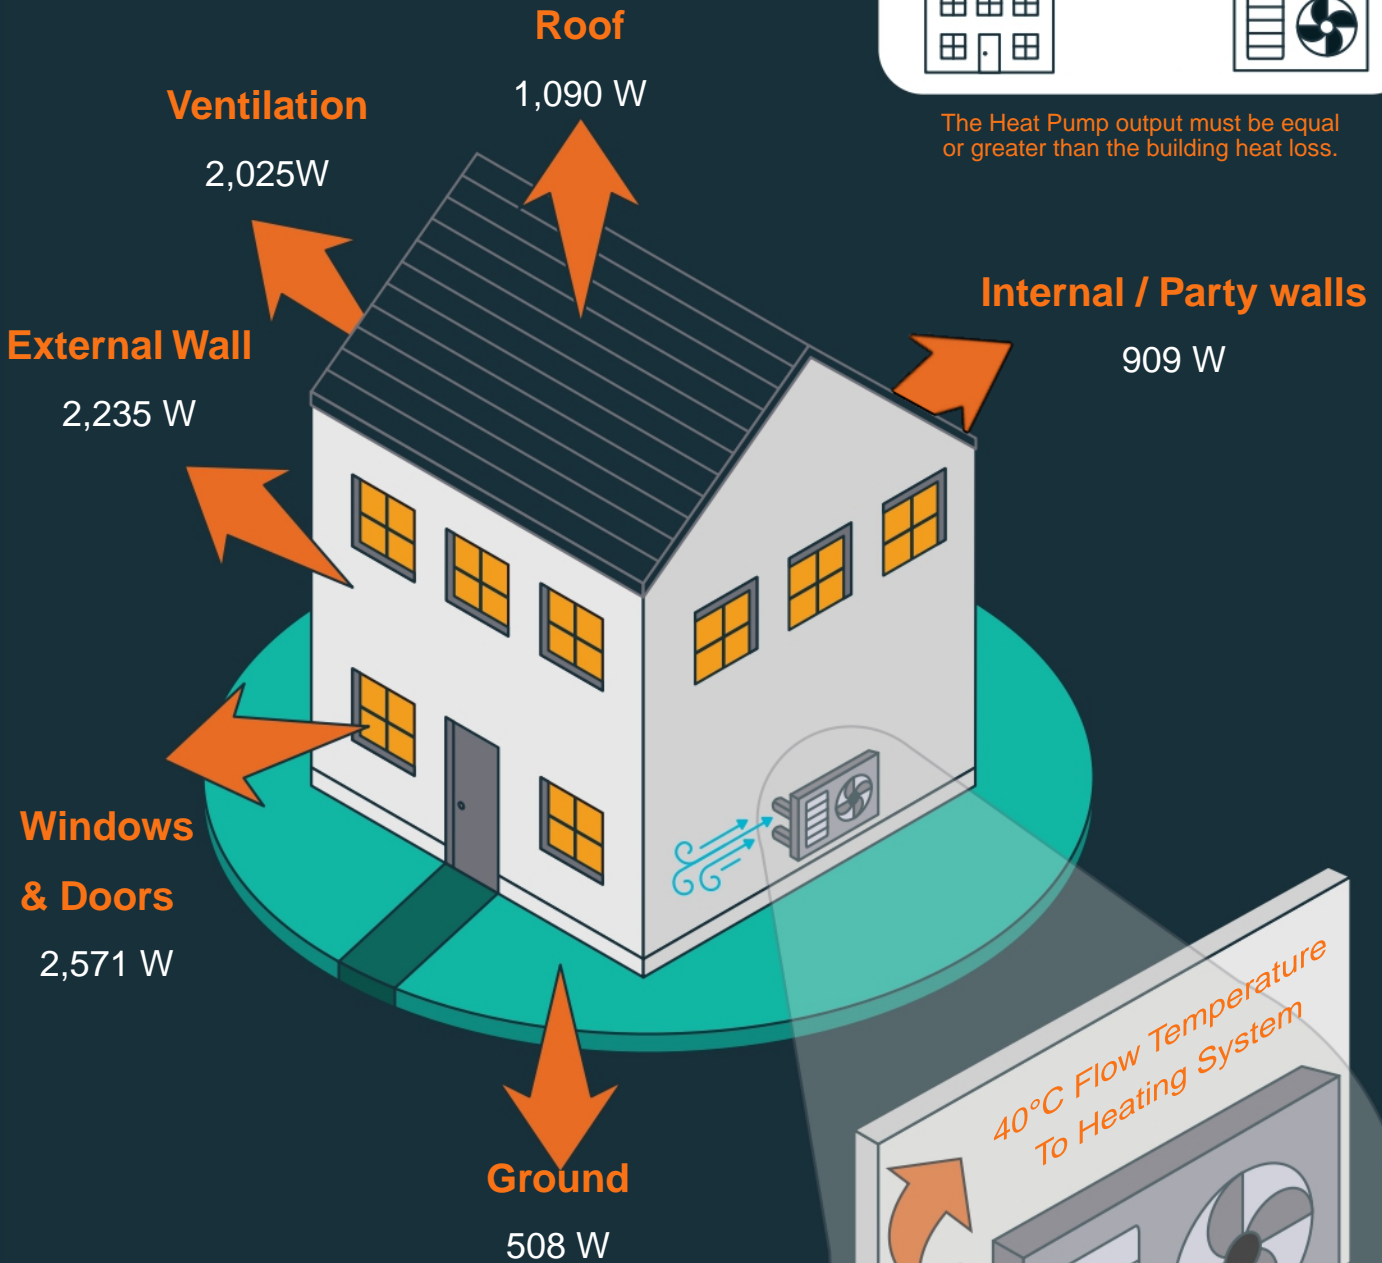 Roof
1,090 W
Ventilation
2,025W
The Heat Pump output must be equal
or greater than the building heat loss.
Internal / Party walls
909 W
External Wall
2,235 W
Windows
& Doors
2,571 W
40°C Flow Temperature
To Heating System
Ground
508 W